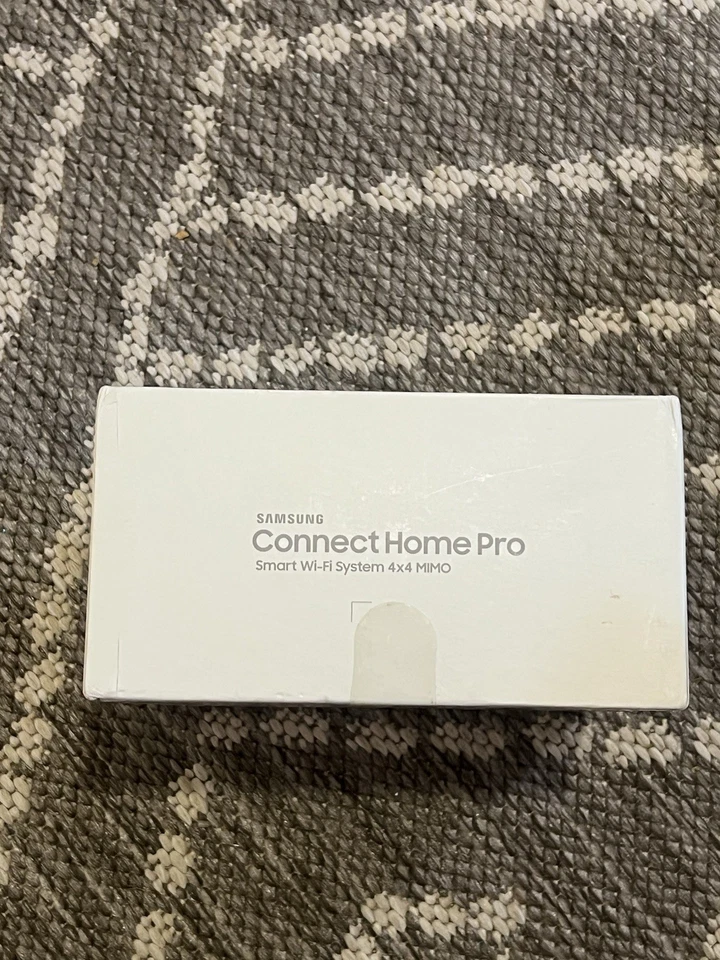 SAMSUNG
Connect Home Pro
Smart Wi-Fi System 4x4 MIMO